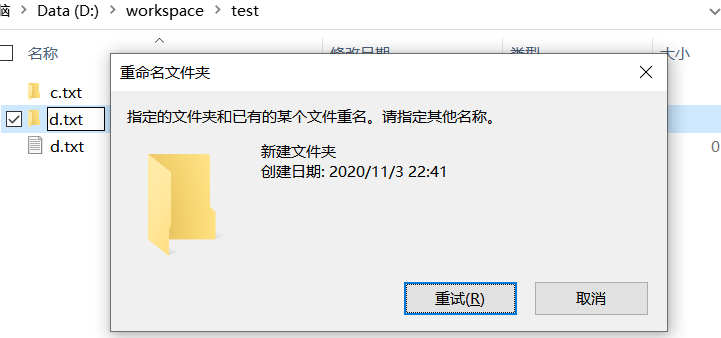 脑 › Data (D:) › workspace › test
名称 修改日期 类型 大小
c.txt
d.txt
d.txt 0
重命名文件夹
指定的文件夹和已有的某个文件重名。请指定其他名称。
新建文件夹
创建日期: 2020/11/3 22:41
重试(R) 取消